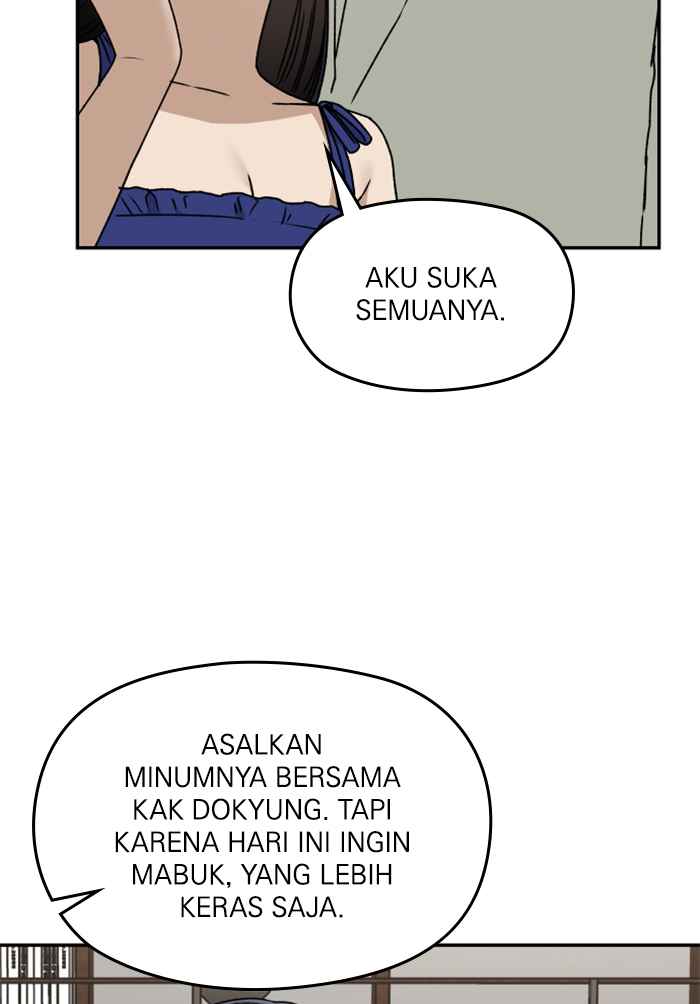 AKU SUKA
SEMUANYA.
ASALKAN
MINUMNYA BERSAMA
KAK DOKYUNG. TAPI
KARENA HARI INI INGIN
MABUK, YANG LEBIH
KERAS SAJA.